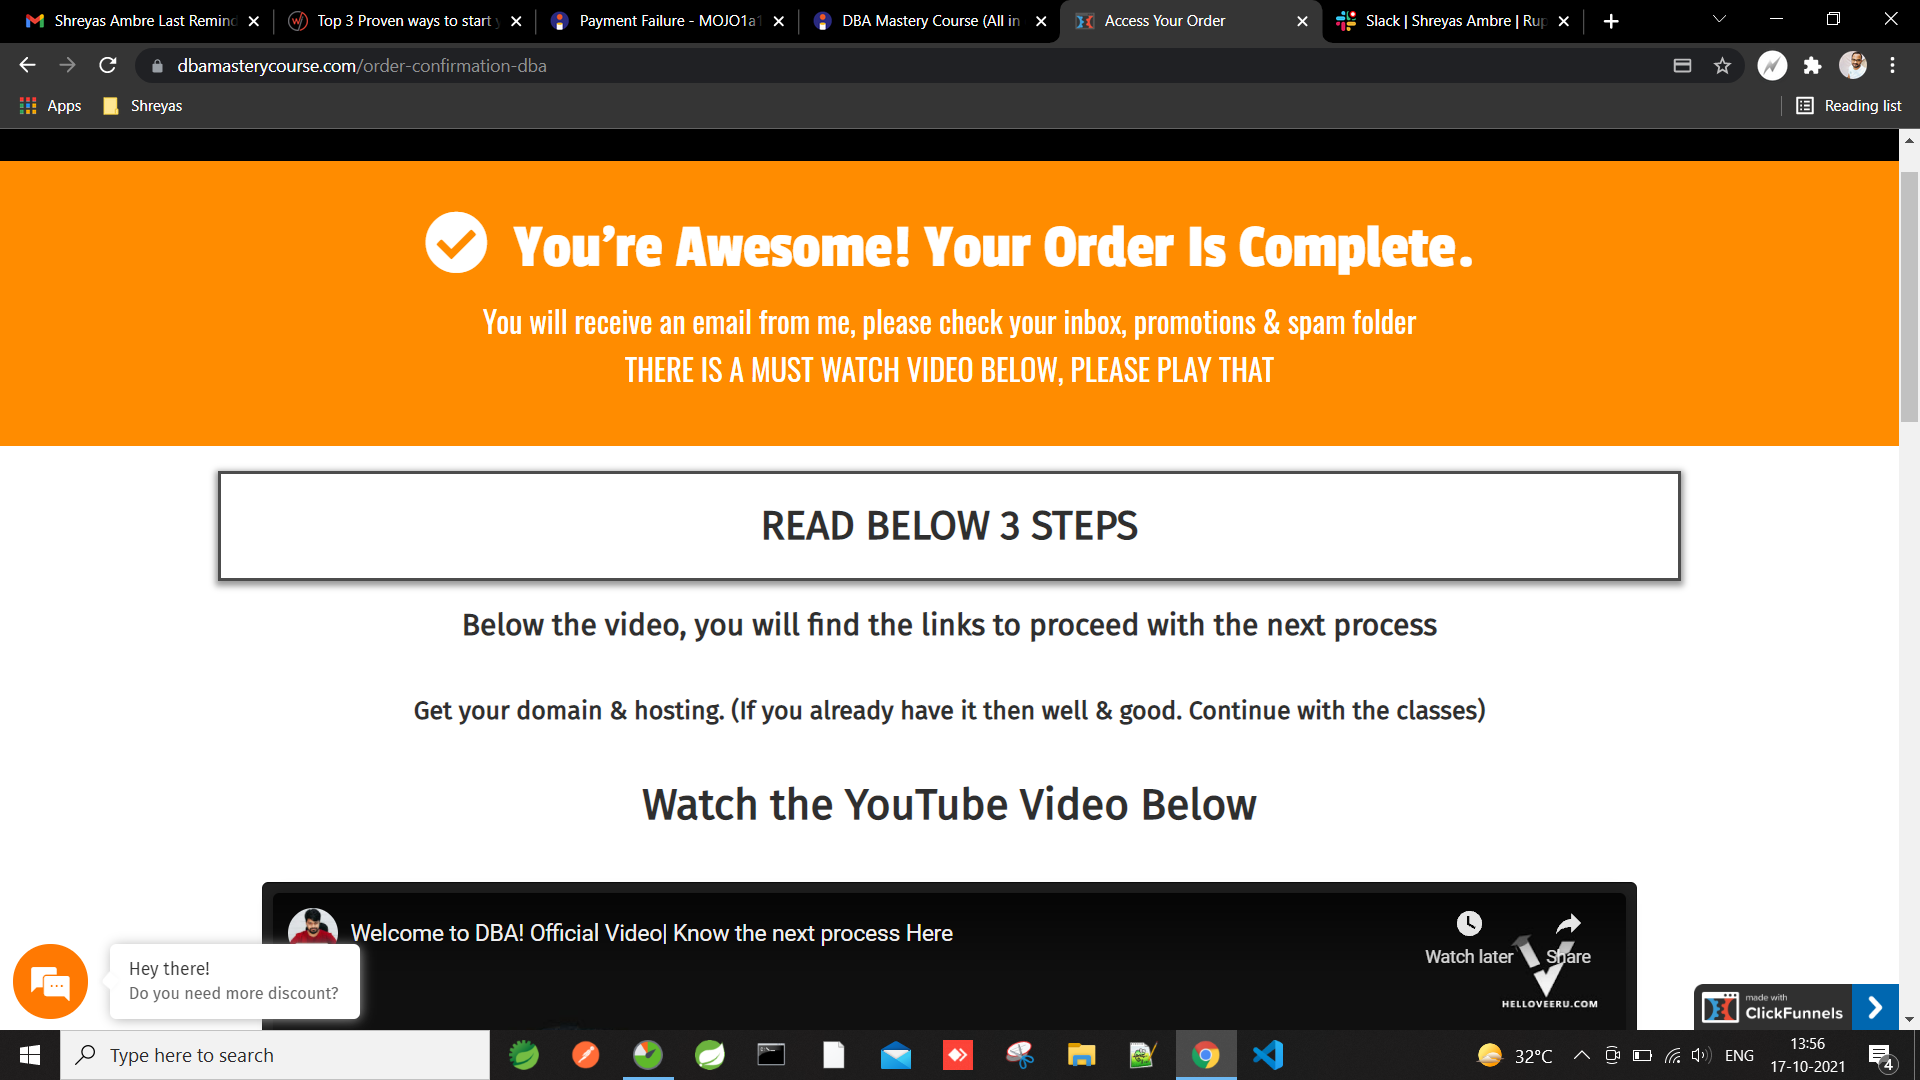 Shreyas Ambre Last Remind
Top 3 Proven ways to start y
Payment Failure - MOJO1a1
DBA Mastery Course (All in
Access Your Order
Slack | Shreyas Ambre | Rup
dbamasterycourse.com/order-confirmation-dba
Apps
Shreyas
Reading list
You're Awesome! Your Order Is Complete.
You will receive an email from me, please check your inbox, promotions & spam folder
THERE IS A MUST WATCH VIDEO BELOW, PLEASE PLAY THAT
READ BELOW 3 STEPS
Below the video, you will find the links to proceed with the next process
Get your domain & hosting. (If you already have it then well & good. Continue with the classes)
Watch the YouTube Video Below
Welcome to DBA! Official Video| Know the next process Here
Watch later
Share
HELLOVEERU.COM
Hey there!
Do you need more discount?
made with
ClickFunnels
Type here to search
32°C
ENG
13:56
17-10-2021
4